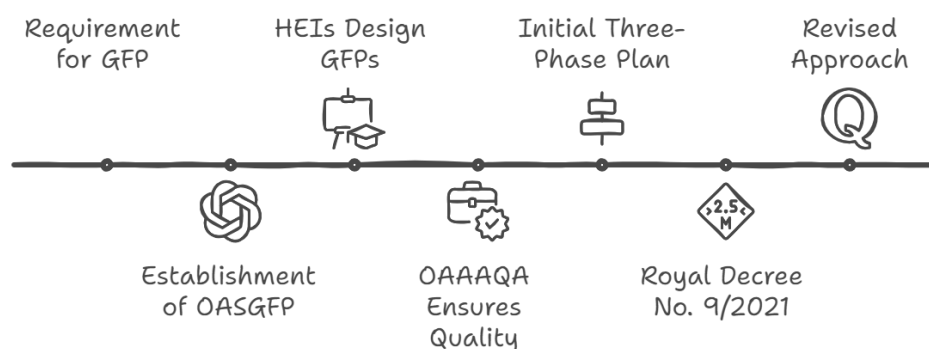 Requirement
for GFP
HEIs Design
GFPs
Initial Three-
Phase Plan
Revised
Approach
Q
>2.5<
M
Establishment
of OASGFP
OAAAQA
Ensures
Quality
Royal Decree
No. 9/2021